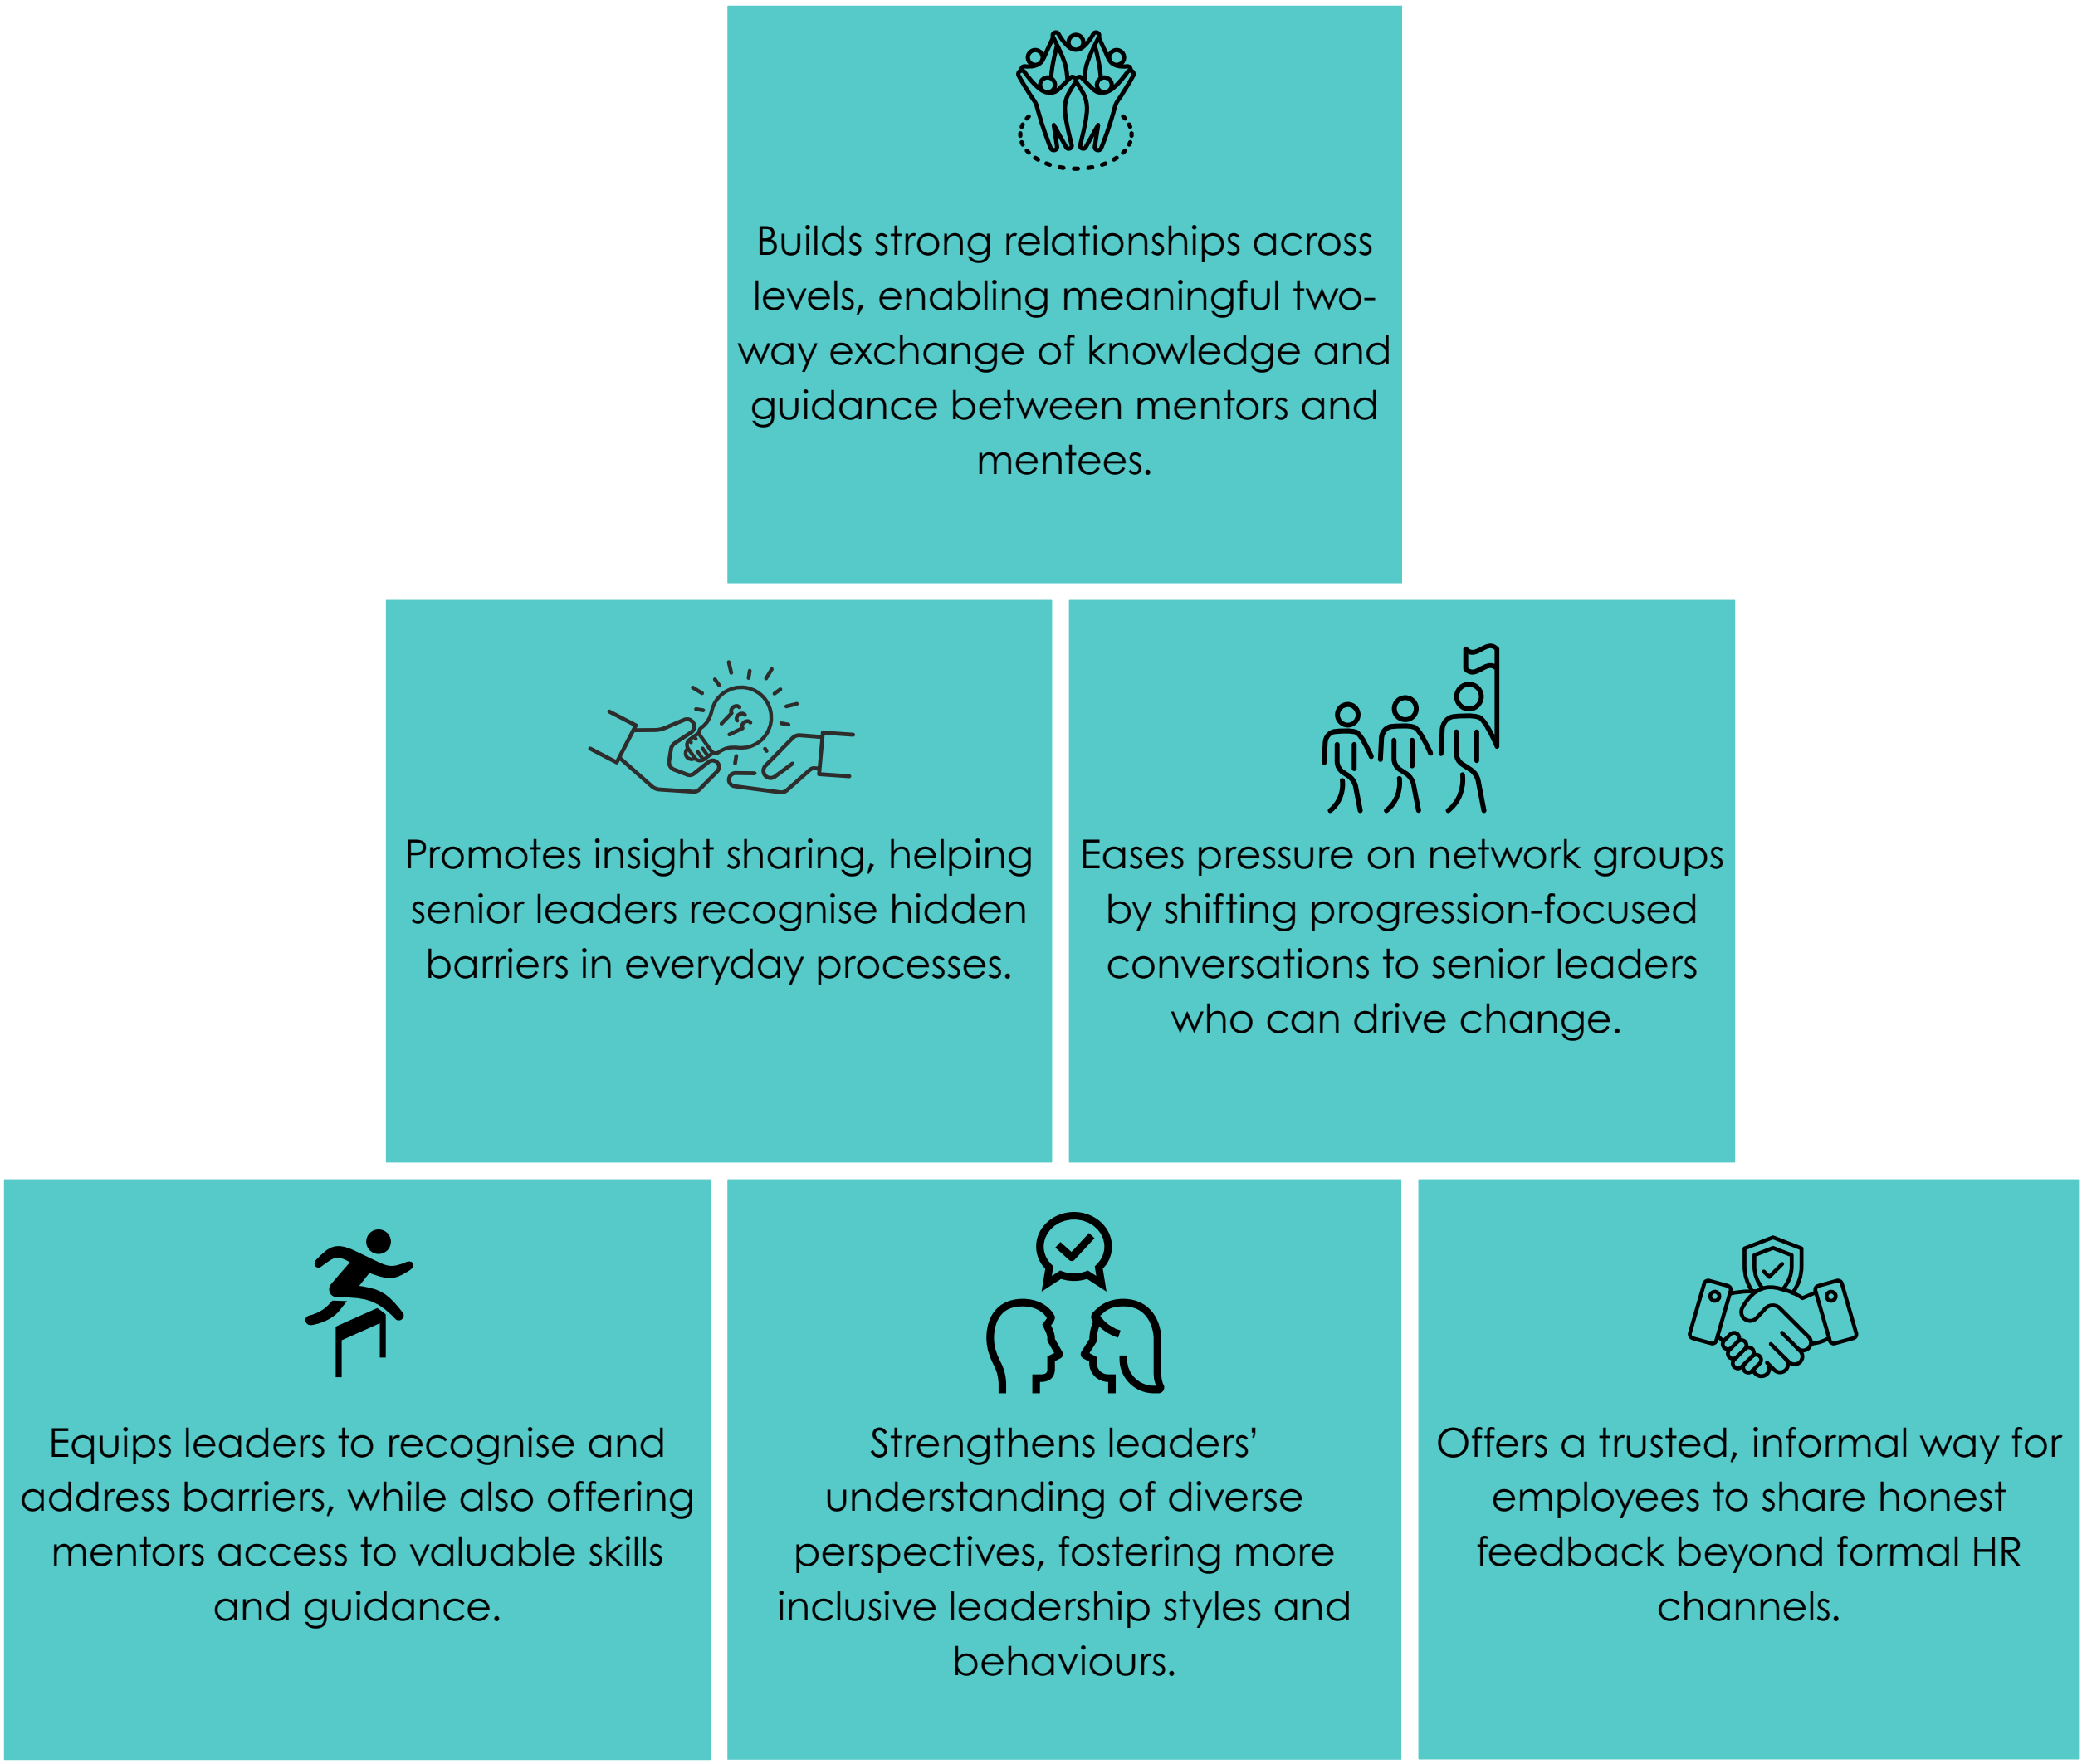 Builds strong relationships across
levels, enabling meaningful two-
way exchange of knowledge and
guidance between mentors and
mentees.
Promotes insight sharing, helping
senior leaders recognise hidden
barriers in everyday processes.
Eases pressure on network groups
by shifting progression-focused
conversations to senior leaders
who can drive change.
Equips leaders to recognise and
address barriers, while also offering
mentors access to valuable skills
and guidance.
Strengthens leaders’
understanding of diverse
perspectives, fostering more
inclusive leadership styles and
behaviours.
Offers a trusted, informal way for
employees to share honest
feedback beyond formal HR
channels.